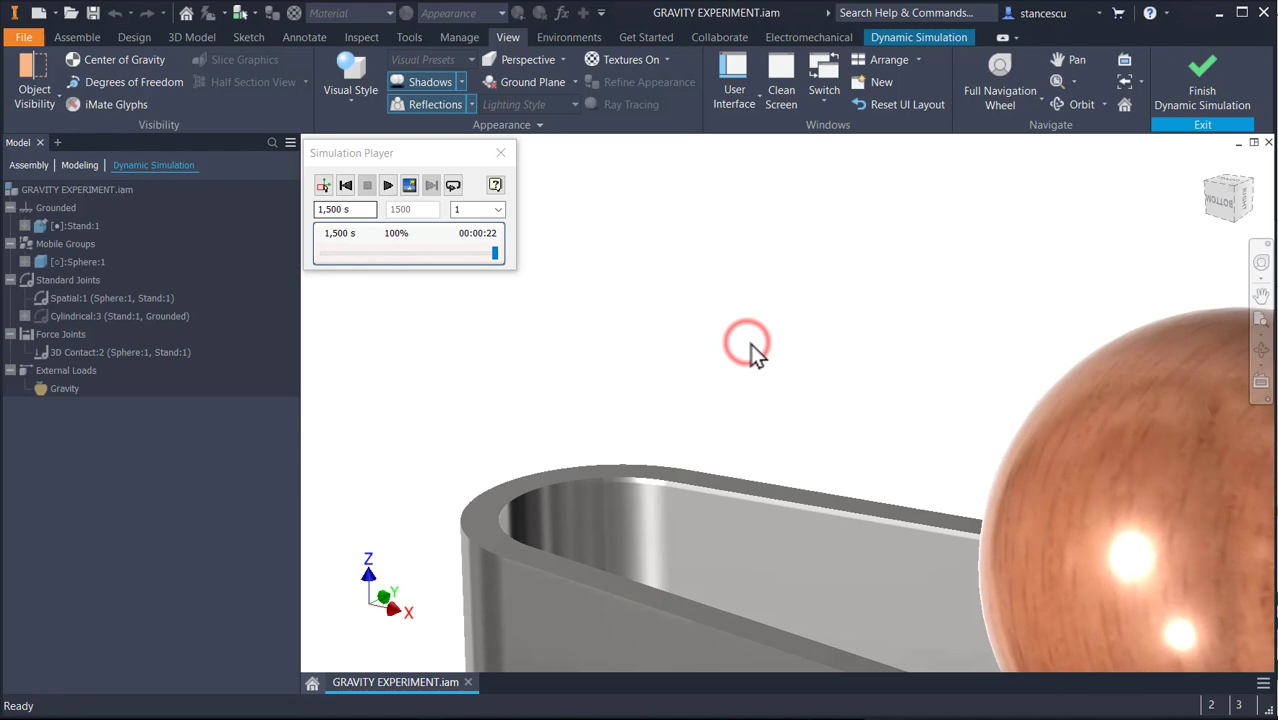 Material
Appearance
GRAVITY EXPERIMENT.iam
Search Help & Commands...
stancescu
File
Assembly
Design
3D Model
Sketch
Annotate
Inspect
Tools
Manage
View
Environments
Get Started
Collaborate
Electromechanical
Dynamic Simulation
Object Visibility
Center of Gravity
Degrees of Freedom
iMate Glyphs
Slice Graphics
Half Section View
Visibility
Visual Style
Visual Presets
Shadows
Reflections
Perspective
Ground Plane
Lighting Style
Textures On
Refine Appearance
Ray Tracing
Appearance
User Interface
Clean Screen
Switch
Arrange
New
Reset UI Layout
Windows
Full Navigation Wheel
Pan
Orbit
Navigate
Finish Dynamic Simulation
Exit
Model
Assembly
Modeling
Dynamic Simulation
GRAVITY EXPERIMENT.iam
Grounded
[●]:Stand:1
Mobile Groups
[○]:Sphere:1
Standard Joints
Spatial:1 (Sphere:1, Stand:1)
Cylindrical:3 (Stand:1, Grounded)
Force Joints
3D Contact:2 (Sphere:1, Stand:1)
External Loads
Gravity
Simulation Player
1,500 s
1500
1
1,500 s
100%
00:00:22
BOTTOM
RIGHT
Z
Y
X
GRAVITY EXPERIMENT.iam
Ready
2
3